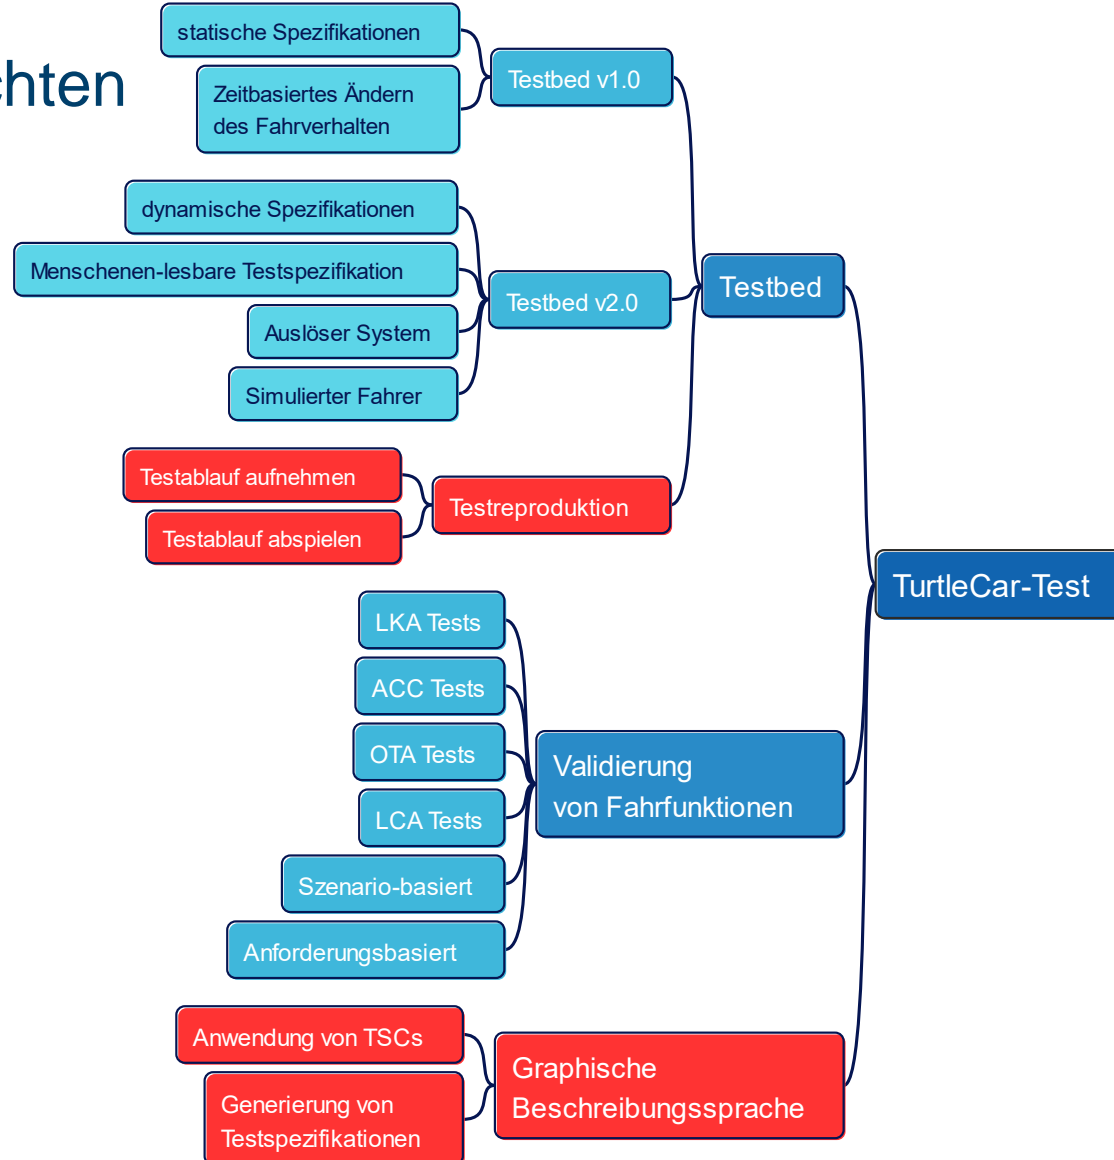 statische Spezifikationen
chten
Testbed v1.0
Zeitbasiertes Ändern
des Fahrverhalten
dynamische Spezifikationen
Menschenen-lesbare Testspezifikation
Testbed v2.0
Testbed
Auslöser System
Simulierter Fahrer
Testablauf aufnehmen
Testreproduktion
Testablauf abspielen
TurtleCar-Test
LKA Tests
ACC Tests
OTA Tests
LCA Tests
Validierung
von Fahrfunktionen
Szenario-basiert
Anforderungsbasiert
Anwendung von TSCs
Graphische
Beschreibungssprache
Generierung von
Testspezifikationen